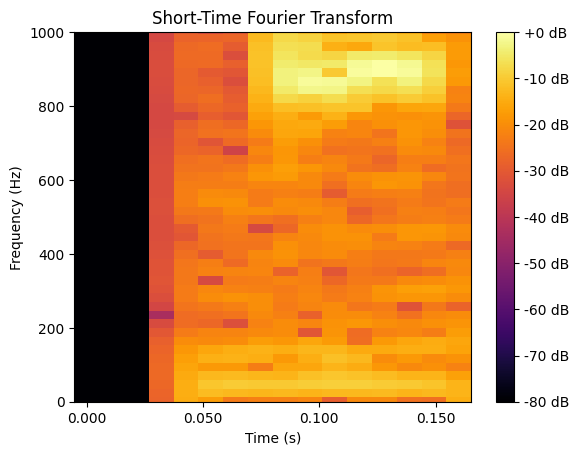 Short-Time Fourier Transform
1000
800
600
400
200
0
Frequency (Hz)
0.000
0.050
0.100
0.150
Time (s)
+0 dB
-10 dB
-20 dB
-30 dB
-40 dB
-50 dB
-60 dB
-70 dB
-80 dB